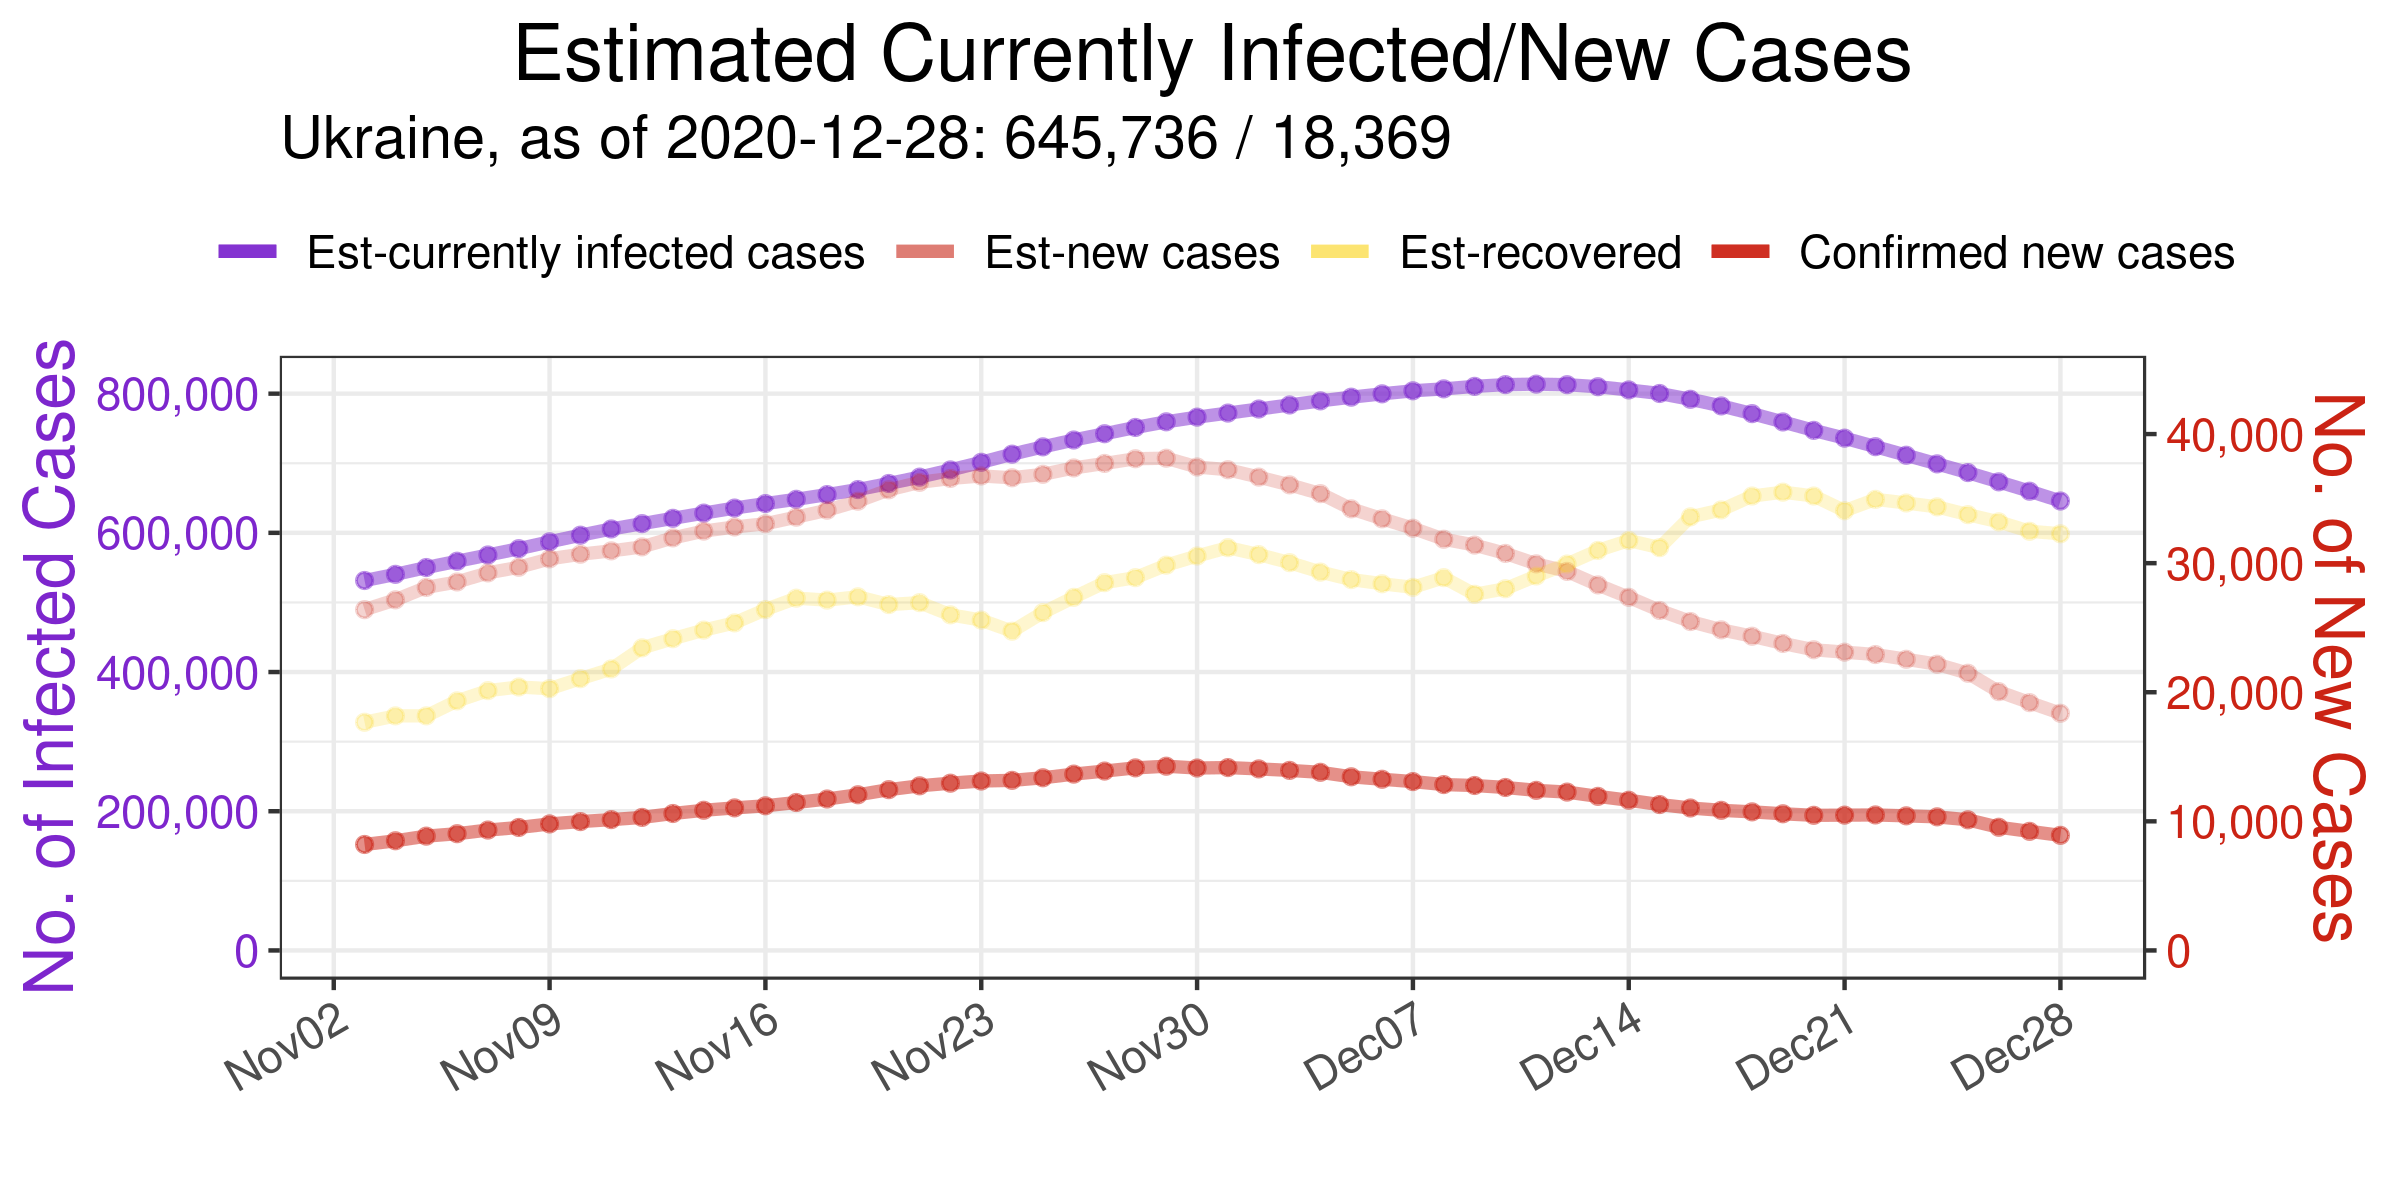 Estimated Currently Infected/New Cases
Ukraine, as of 2020-12-28: 645,736 / 18,369
Est-currently infected cases Est-new cases Est-recovered Confirmed new cases
No. of Infected Cases
800,000
600,000
400,000
200,000
0
No. of New Cases
40,000
30,000
20,000
10,000
0
Nov02 Nov09 Nov16 Nov23 Nov30 Dec07 Dec14 Dec21 Dec28